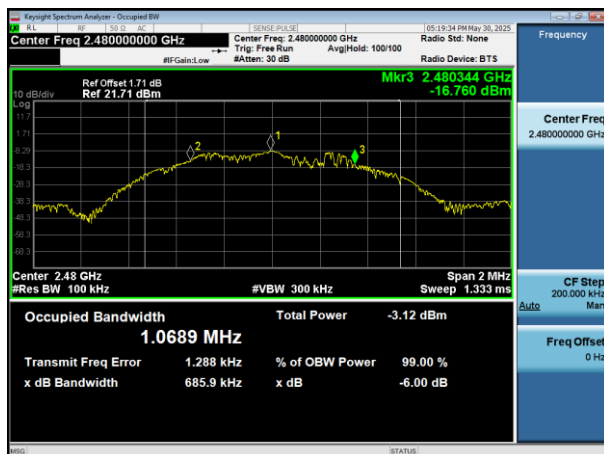 Keysight Spectrum Analyzer - Occupied BW
RL RF 50 Ω AC SENSE:PULSE 05:19:34 PM May 30, 2025
Center Freq 2.480000000 GHz
Center Freq: 2.480000000 GHz
Radio Std: None
Trig: Free Run
Avg|Hold: 100/100
#IFGain:Low
#Atten: 30 dB
Radio Device: BTS
Ref Offset 1.71 dB
Mkr3 2.480344 GHz
10 dB/div
Ref 21.71 dBm
-16.760 dBm
Log
11.7
1.71
-8.29
-18.3
-28.3
-38.3
-48.3
-58.3
-68.3
1
2
3
Center 2.48 GHz
Span 2 MHz
#Res BW 100 kHz
#VBW 300 kHz
Sweep 1.333 ms
Occupied Bandwidth
Total Power -3.12 dBm
1.0689 MHz
Transmit Freq Error 1.288 kHz
% of OBW Power 99.00 %
x dB Bandwidth 685.9 kHz
x dB -6.00 dB
MSG
STATUS
Frequency
Center Freq
2.480000000 GHz
CF Step
200.000 kHz
Auto Man
Freq Offset
0 Hz